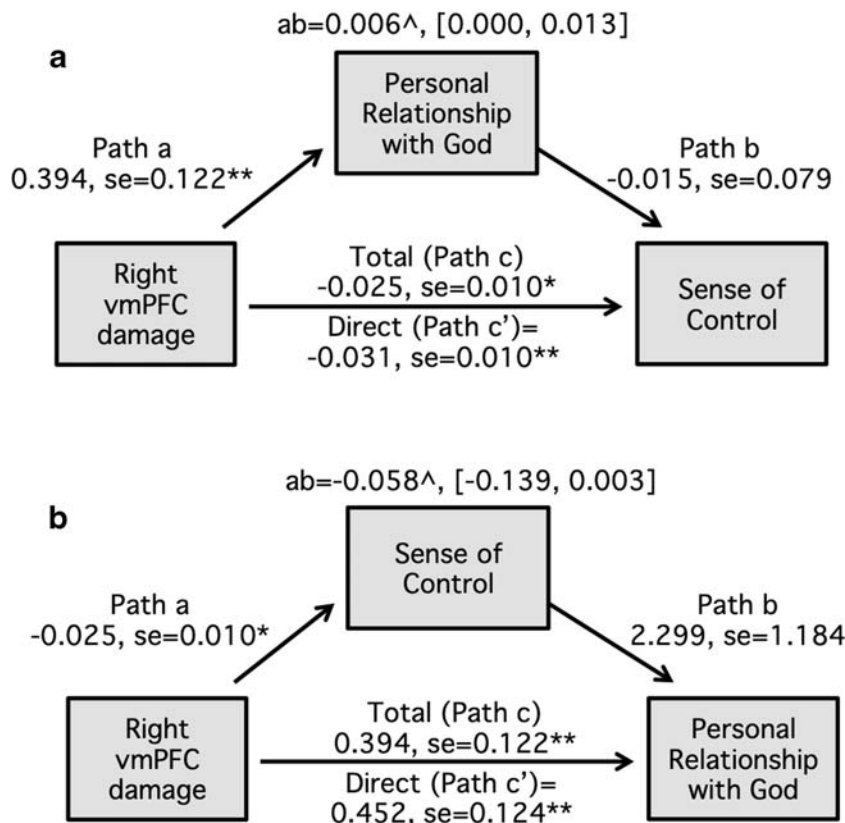 ab=0.006^, [0.000, 0.013]
a
Personal
Relationship
with God
Path a
0.394, se=0.122**
Path b
-0.015, se=0.079
Right
vmPFC
damage
Total (Path c)
-0.025, se=0.010*
Direct (Path c')=
-0.031, se=0.010**
Sense of
Control
ab=-0.058^, [-0.139, 0.003]
b
Sense of
Control
Path a
-0.025, se=0.010*
Path b
2.299, se=1.184
Right
vmPFC
damage
Total (Path c)
0.394, se=0.122**
Direct (Path c')=
0.452, se=0.124**
Personal
Relationship
with God